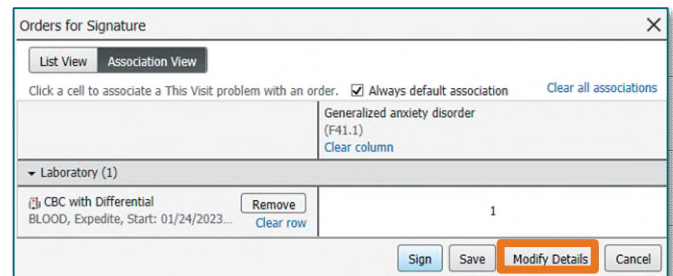 Orders for Signature
List View Association View
Click a cell to associate a This Visit problem with an order. Always default association Clear all associations
Generalized anxiety disorder
(F41.1)
Clear column
Laboratory (1)
CBC with Differential Remove
BLOOD, Expedite, Start: 01/24/2023... Clear row
1
Sign Save Modify Details Cancel